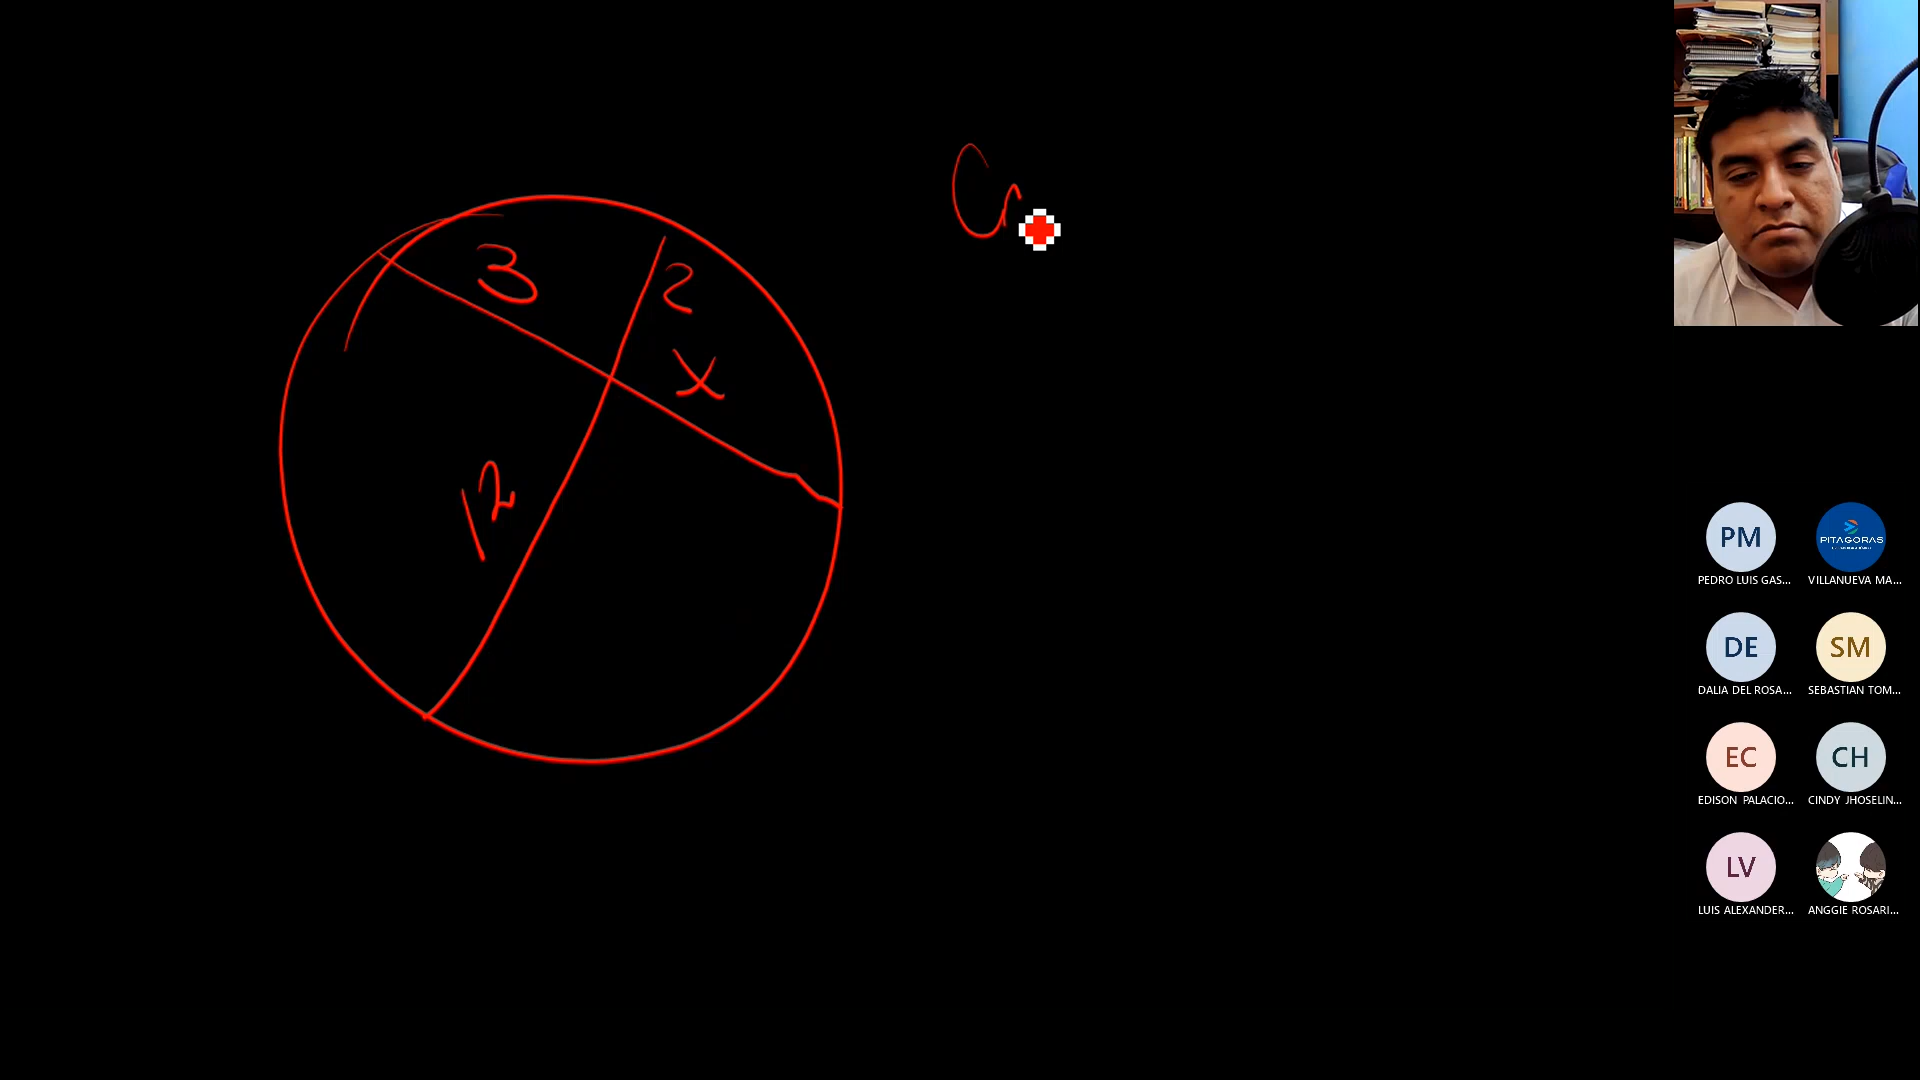 Cr
3
2
x
12
PM
PITAGORAS
PEDRO LUIS GAS...
VILLANUEVA MA...
DE
SM
DALIA DEL ROSA...
SEBASTIAN TOM...
EC
CH
EDISON PALACIO...
CINDY JHOSELIN...
LV
LUIS ALEXANDER...
ANGGIE ROSARI...